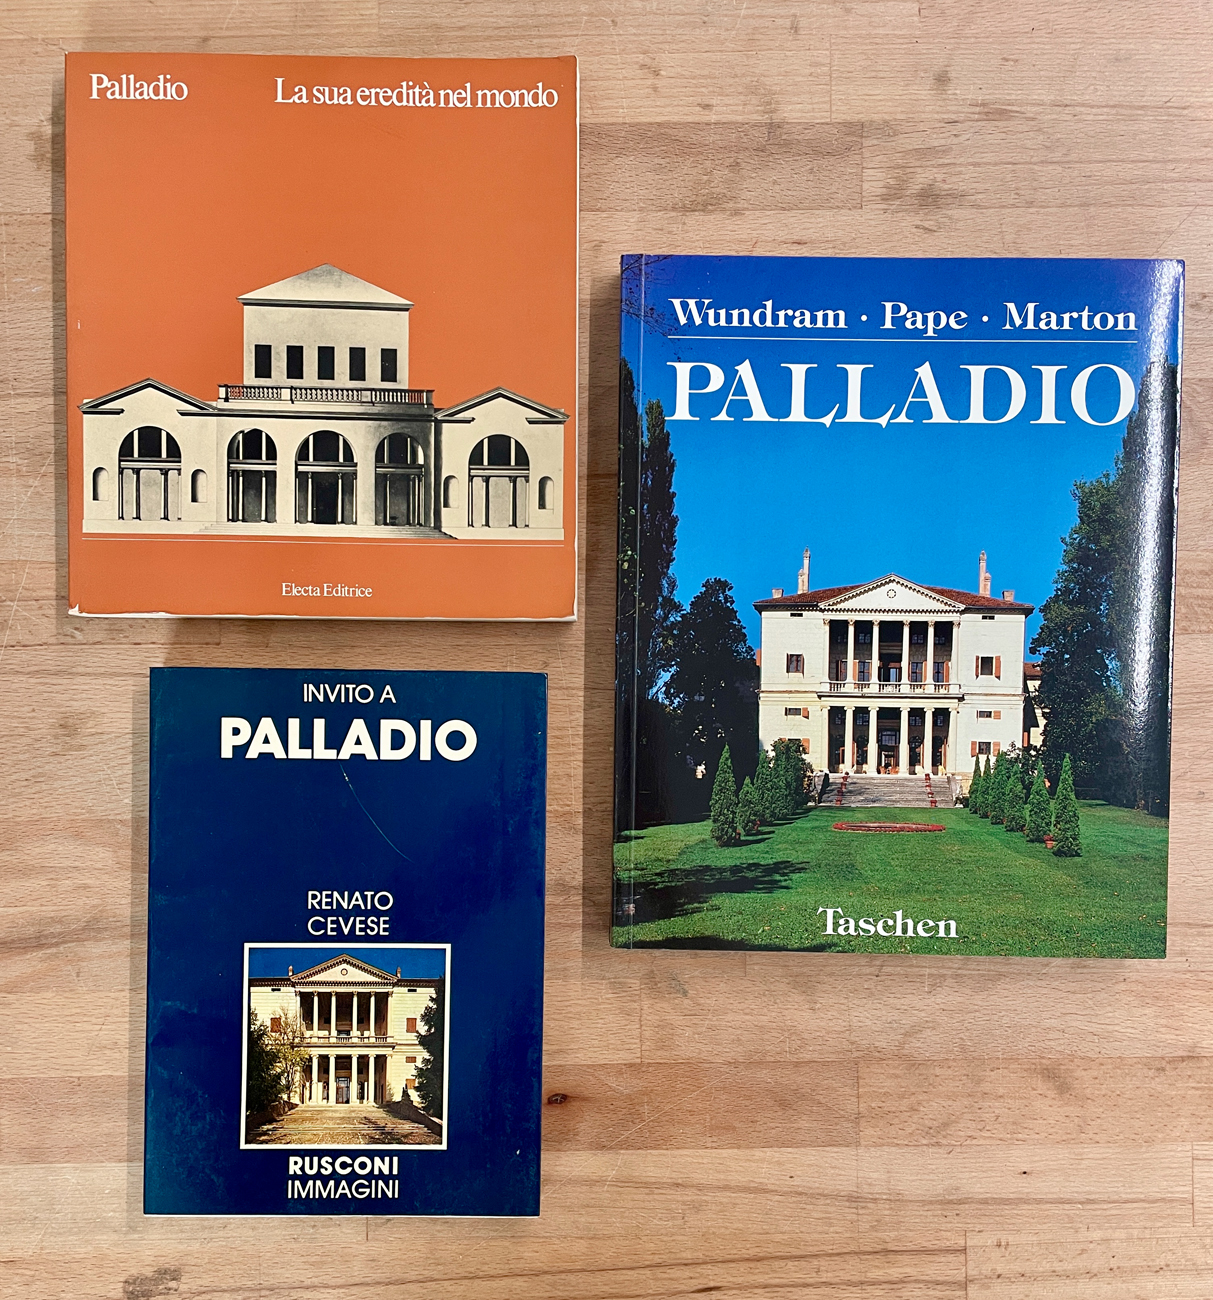 Palladio
La sua eredità nel mondo
Electa Editrice
Wundram · Pape · Marton
PALLADIO
Taschen
INVITO A
PALLADIO
RENATO
CEVESE
RUSCONI
IMMAGINI